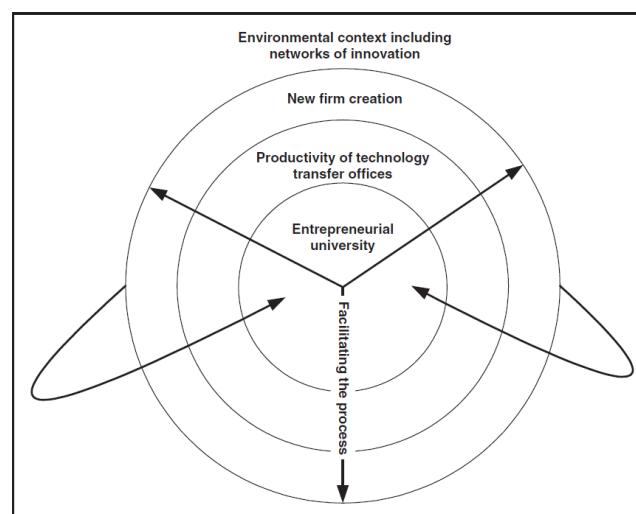 Environmental context including
networks of innovation
New firm creation
Productivity of technology
transfer offices
Entrepreneurial
university
Facilitating the process